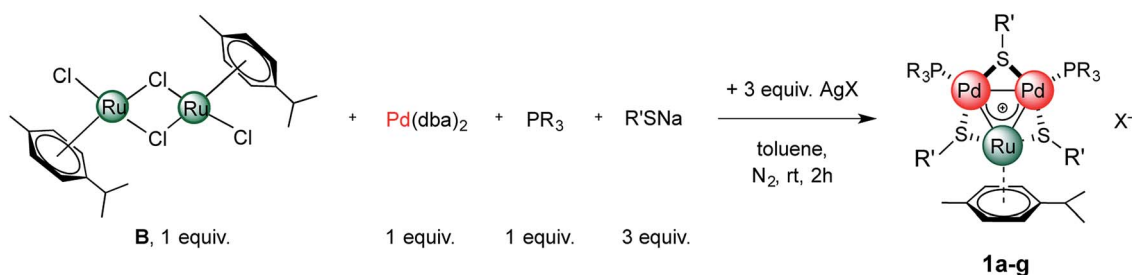 Cl
Cl
Ru
Ru
Cl
Cl
B, 1 equiv.
+
Pd(dba)₂
1 equiv.
+
PR₃
1 equiv.
+
R'SNa
3 equiv.
+ 3 equiv. AgX
toluene,
N₂, rt, 2h
R'
S
R₃P
PR₃
Pd
Pd
+
S
Ru
S
R'
R'
X⁻
1a-g